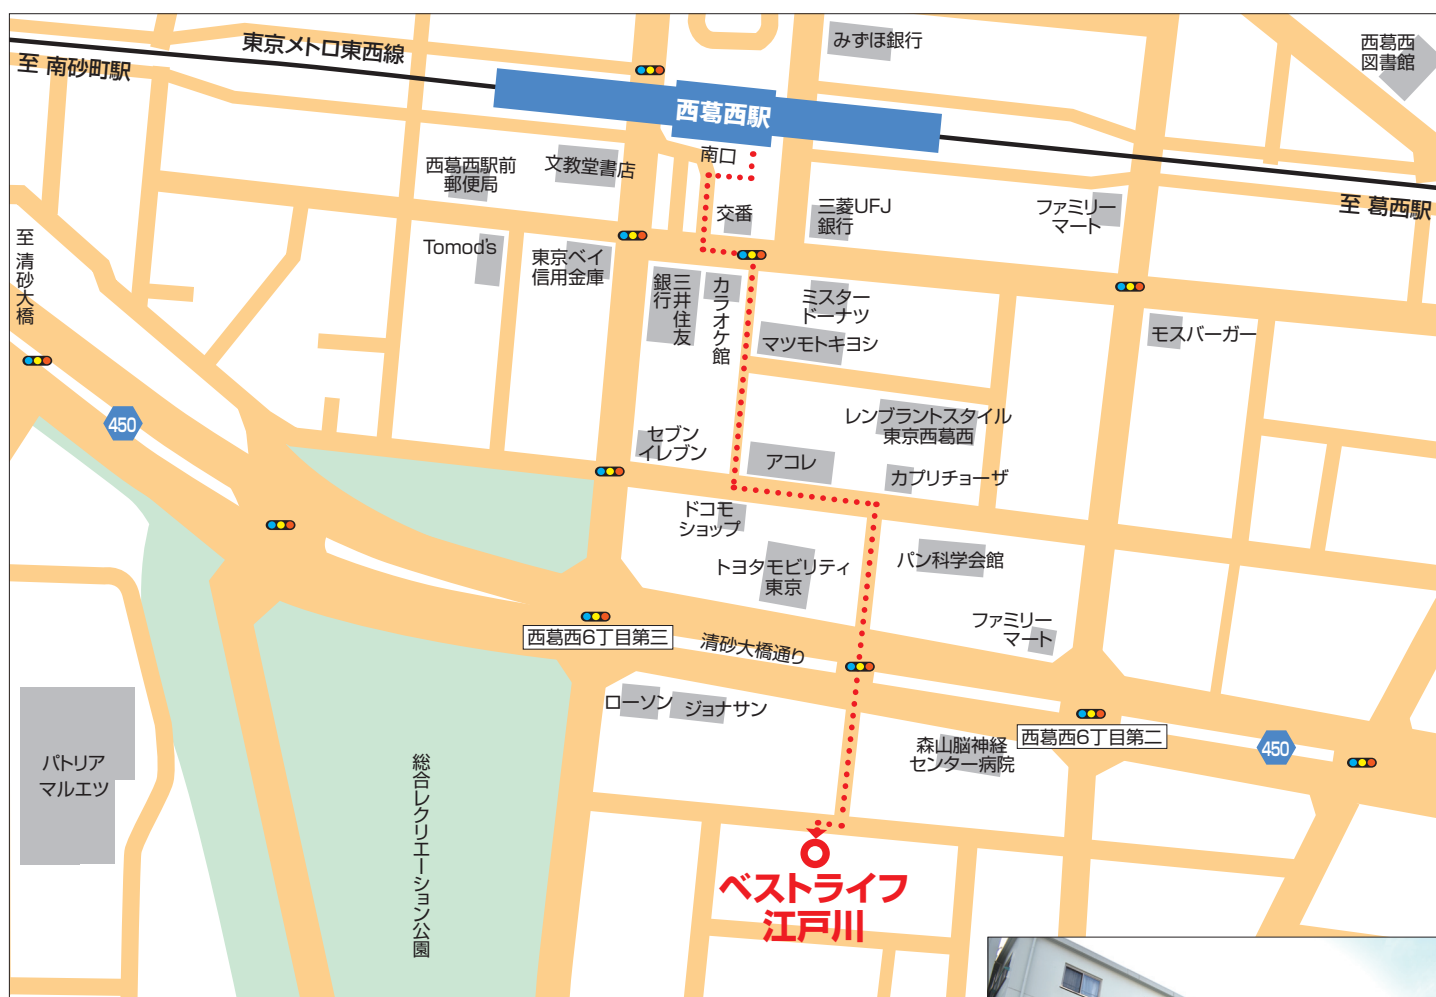 東京メトロ東西線
至 南砂町駅
みずほ銀行
西葛西
図書館
西葛西駅
南口
西葛西駅前
郵便局
文教堂書店
交番
三菱UFJ
銀行
ファミリー
マート
至 葛西駅
至 清砂大橋
Tomod's
東京ベイ
信用金庫
三井住友
銀行
カラオケ館
ミスター
ドーナツ
マツモトキヨシ
モスバーガー
450
レンブラントスタイル
東京西葛西
セブン
イレブン
アコレ
カプリチョーザ
ドコモ
ショップ
トヨタモビリティ
東京
パン科学会館
ファミリー
マート
西葛西6丁目第三
清砂大橋通り
ローソン
ジョナサン
西葛西6丁目第二
450
森山脳神経
センター病院
パトリア
マルエツ
総合レクリエーション公園
ベストライフ
江戸川